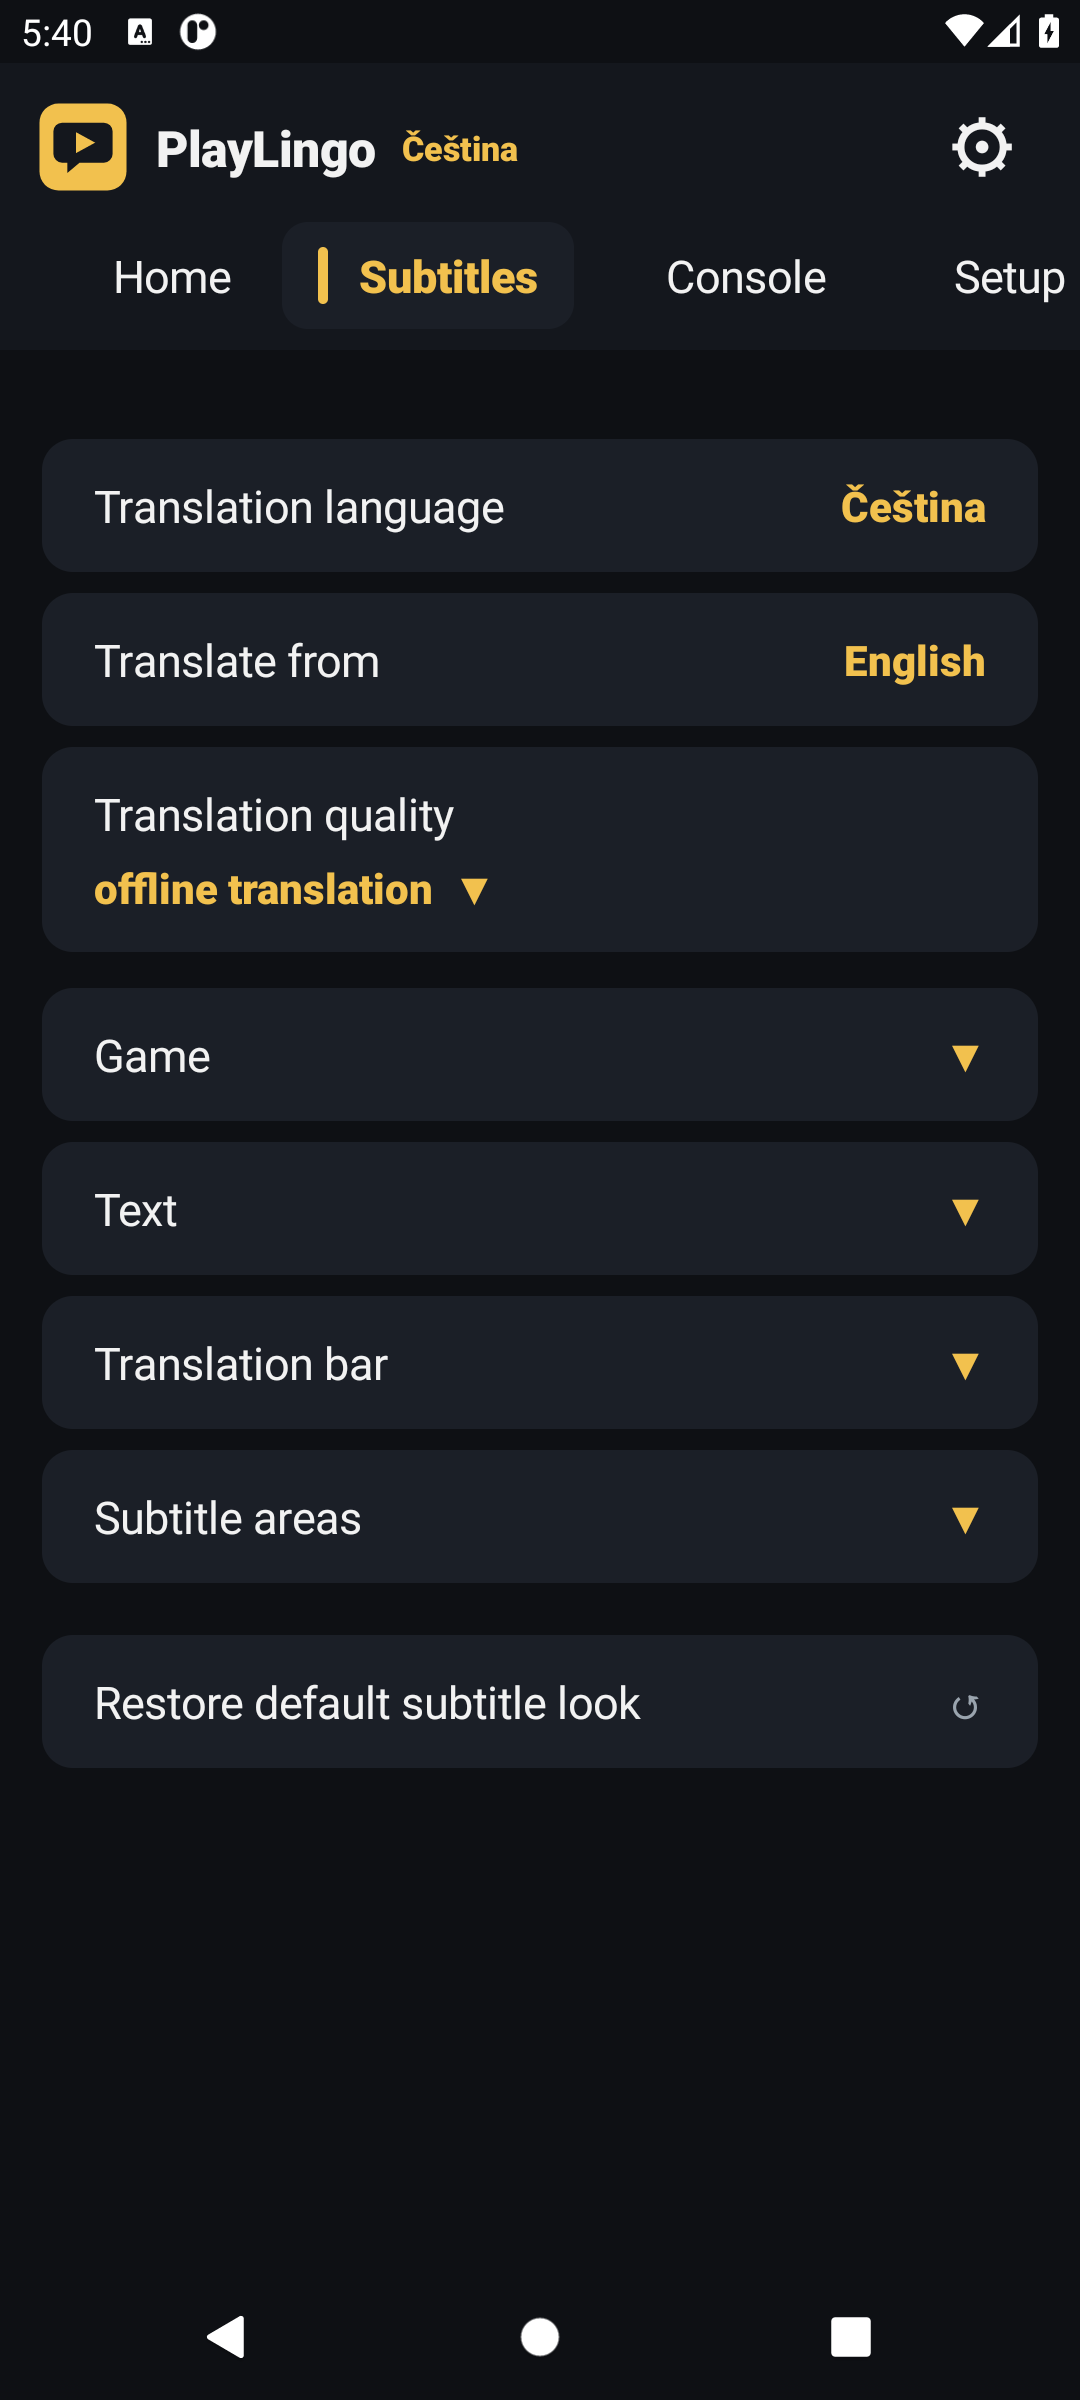 5:40
PlayLingo Čeština
Home Subtitles Console Setup
Translation language Čeština
Translate from English
Translation quality
offline translation ▼
Game ▼
Text ▼
Translation bar ▼
Subtitle areas ▼
Restore default subtitle look ↺